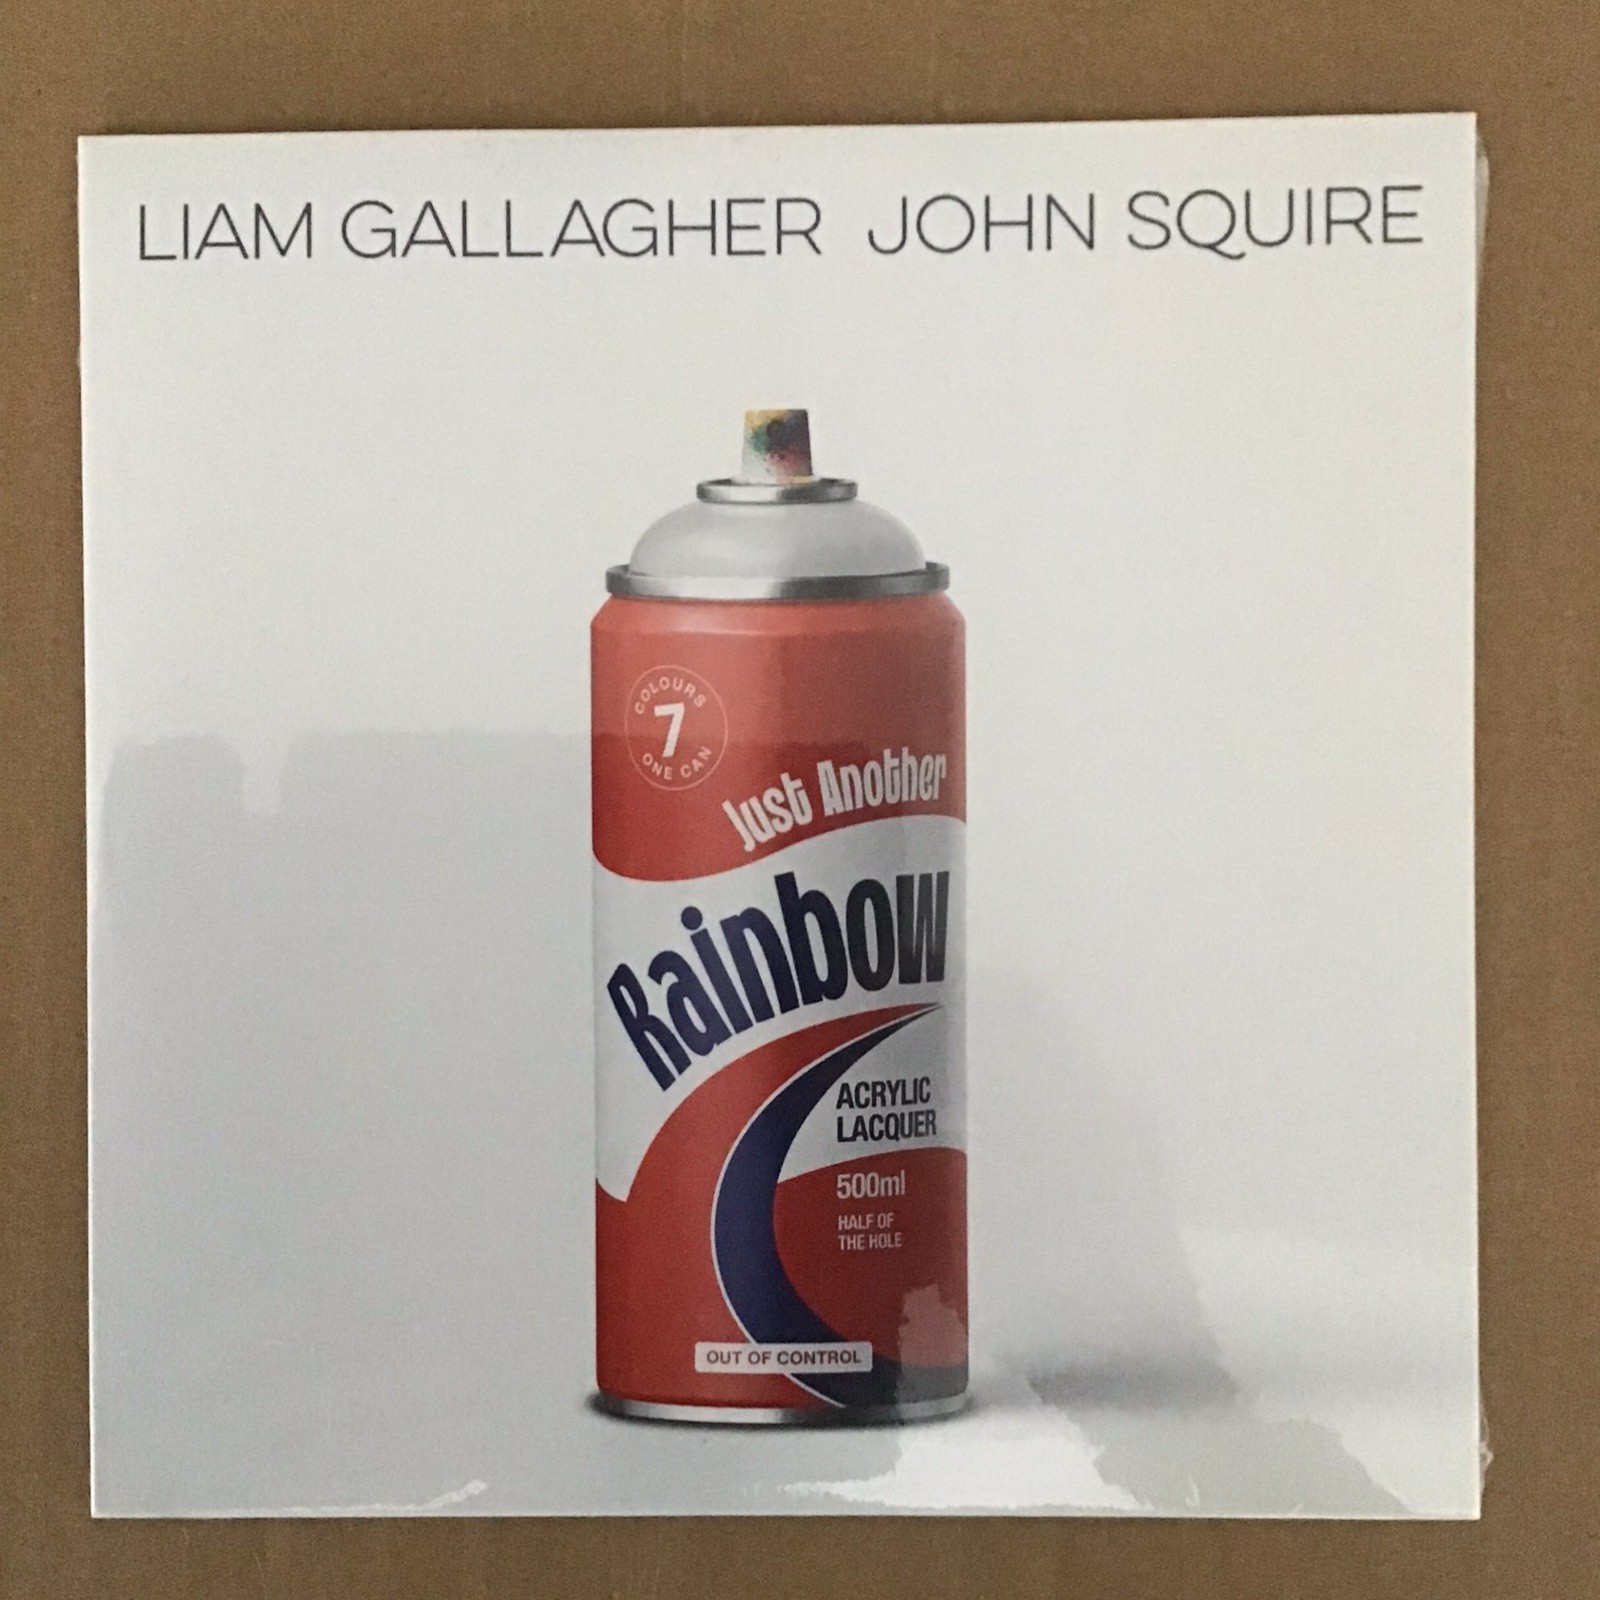 LIAM GALLAGHER JOHN SQUIRE
COLOURS
7
ONE CAN
Just Another
Rainbow
ACRYLIC
LACQUER
500ml
HALF OF
THE HOLE
OUT OF CONTROL